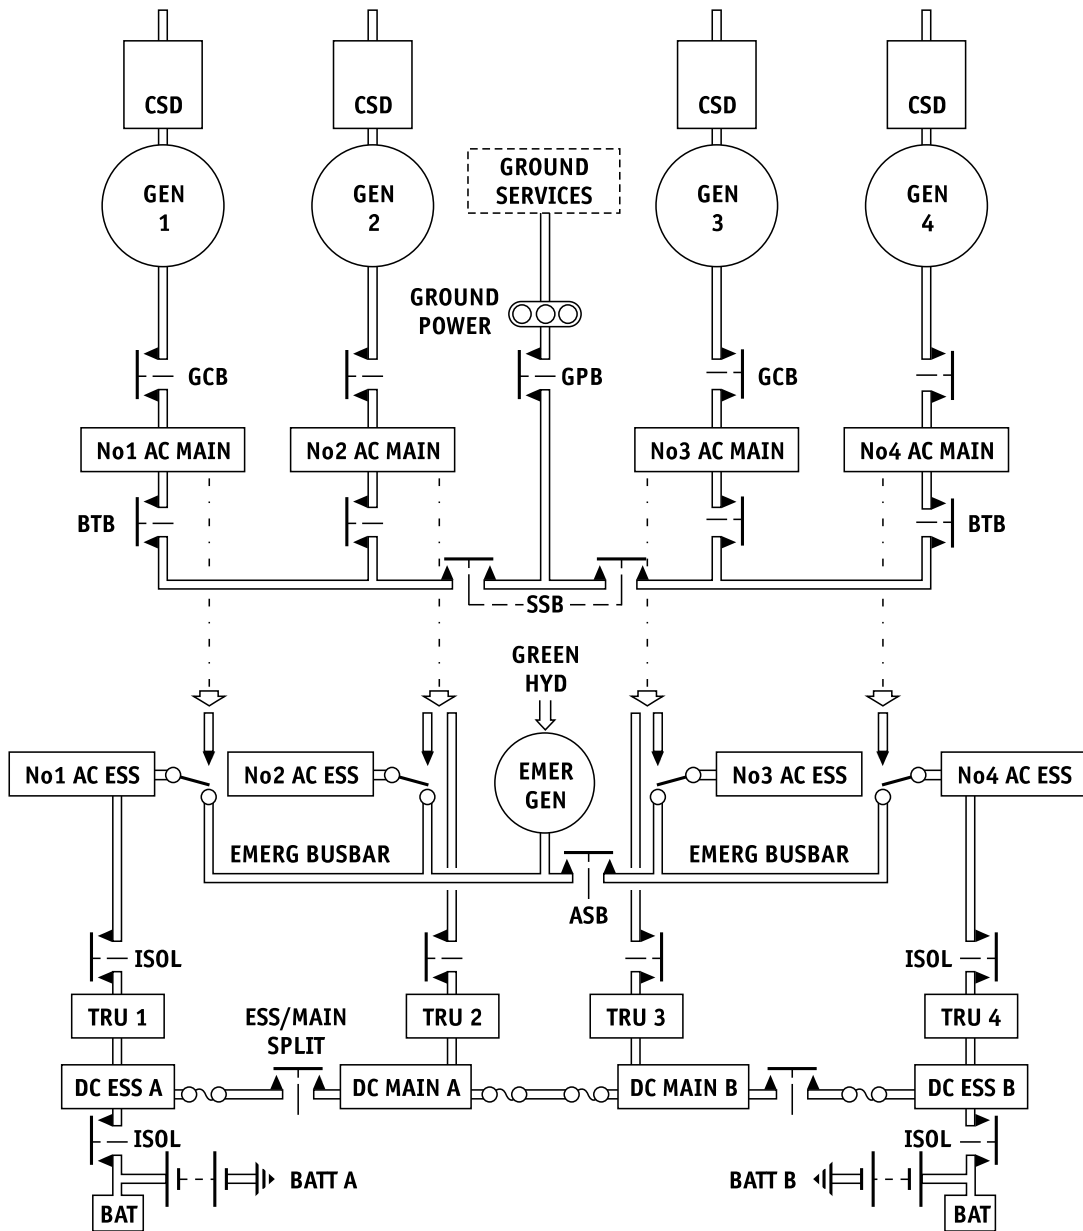 CSD
CSD
CSD
CSD
GEN
1
GEN
2
GROUND
SERVICES
GEN
3
GEN
4
GROUND
POWER
GCB
GPB
GCB
No1 AC MAIN
No2 AC MAIN
No3 AC MAIN
No4 AC MAIN
BTB
BTB
SSB
GREEN
HYD
No1 AC ESS
No2 AC ESS
EMER
GEN
No3 AC ESS
No4 AC ESS
EMERG BUSBAR
EMERG BUSBAR
ASB
ISOL
ISOL
TRU 1
ESS/MAIN
SPLIT
TRU 2
TRU 3
TRU 4
DC ESS A
DC MAIN A
DC MAIN B
DC ESS B
ISOL
ISOL
BATT A
BATT B
BAT
BAT